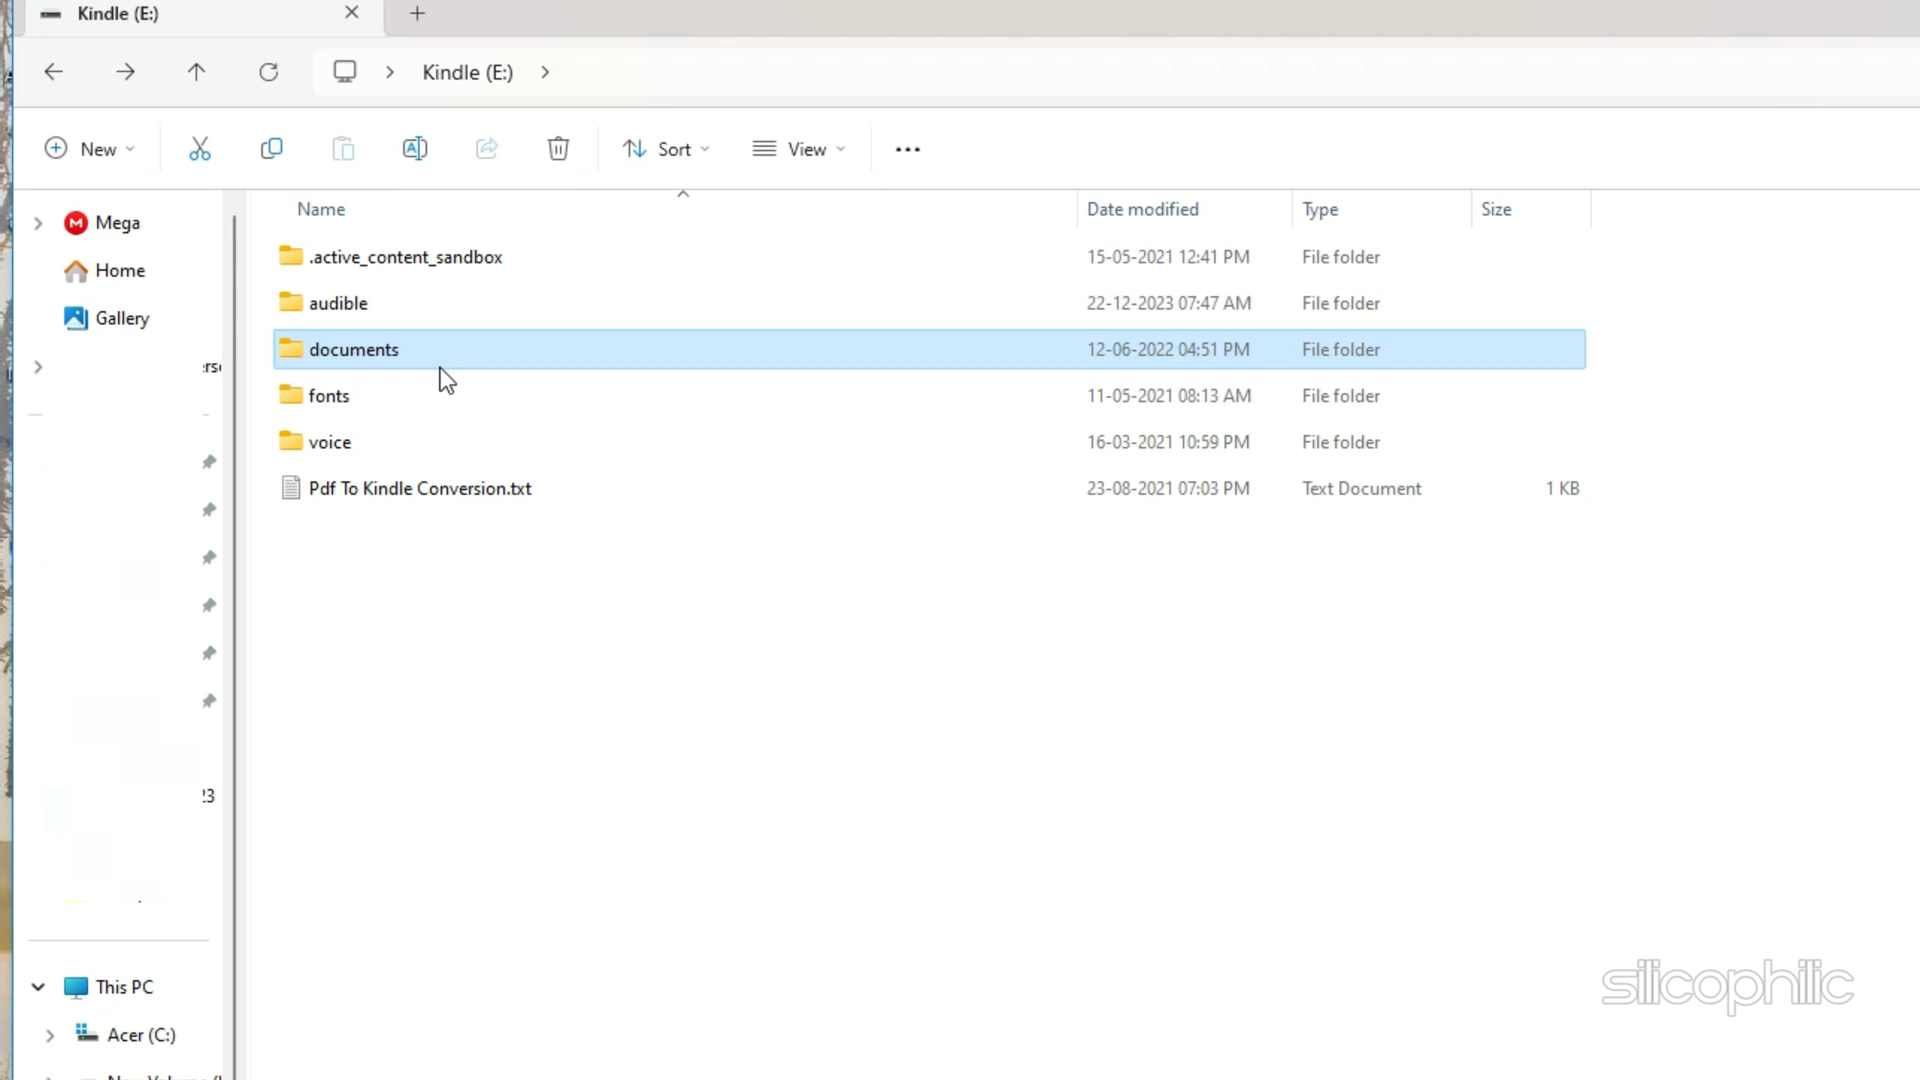 Kindle (E:)
Kindle (E:)
New
Sort
View
Name Date modified Type Size
Mega
Home
Gallery
23
This PC
Acer (C:)
.active_content_sandbox 15-05-2021 12:41 PM File folder
audible 22-12-2023 07:47 AM File folder
documents 12-06-2022 04:51 PM File folder
fonts 11-05-2021 08:13 AM File folder
voice 16-03-2021 10:59 PM File folder
Pdf To Kindle Conversion.txt 23-08-2021 07:03 PM Text Document 1 KB
silicophilic